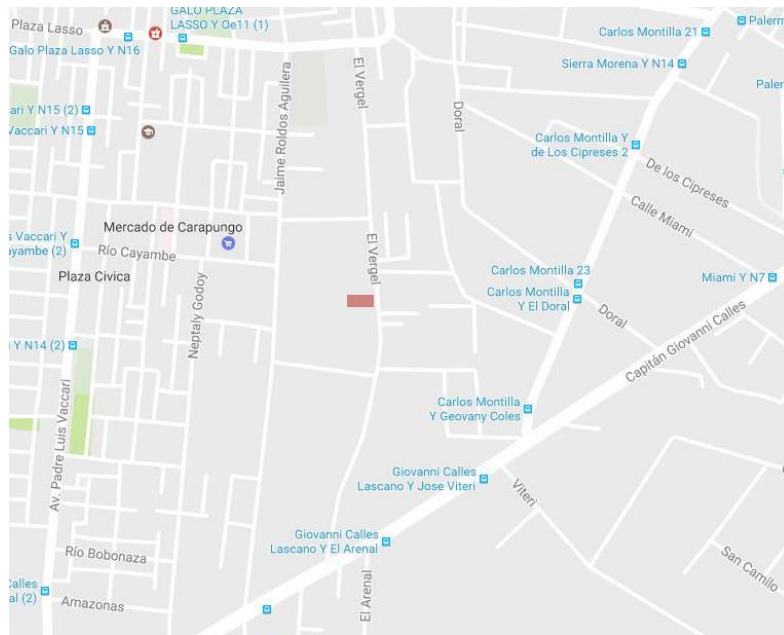 Plaza Lasso
GALO PLAZA
LASSO Y Oe11 (1)
Galo Plaza Lasso Y N16
Carlos Montilla 21
Palerm
Sierra Morena Y N14
Paler
ari Y N15 (2)
Vaccari Y N15
El Vergel
Jaime Roldos Aguilera
Doral
Carlos Montilla Y
de Los Cipreses 2
De los Cipreses
Calle Miami
Mercado de Carapungo
s Vaccari Y
ayambe (2)
Río Cayambe
Plaza Civica
El Vergel
Neptaly Godoy
Carlos Montilla 23
Carlos Montilla
Y El Doral
Miami Y N7
Doral
Capitán Giovanni Calles
i Y N14 (2)
Av. Padre Luis Vaccari
Carlos Montilla
Y Geovany Coles
Giovanni Calles
Lascano Y Jose Viteri
Viteri
Giovanni Calles
Lascano Y El Arenal
Río Bobonaza
San Camilo
Calles
al (2)
Amazonas
El Arenal